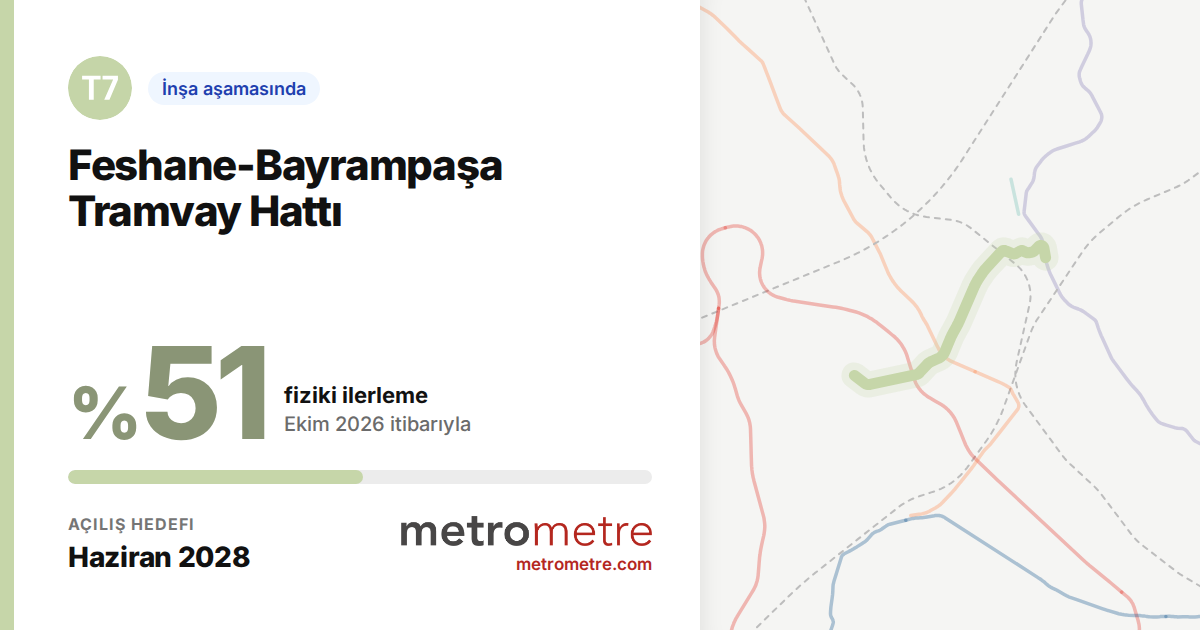 T7
İnşa aşamasında
Feshane-Bayrampaşa
Tramvay Hattı
%51
fiziki ilerleme
Ekim 2026 itibarıyla
AÇILIŞ HEDEFI
Haziran 2028
metrometre
metrometre.com